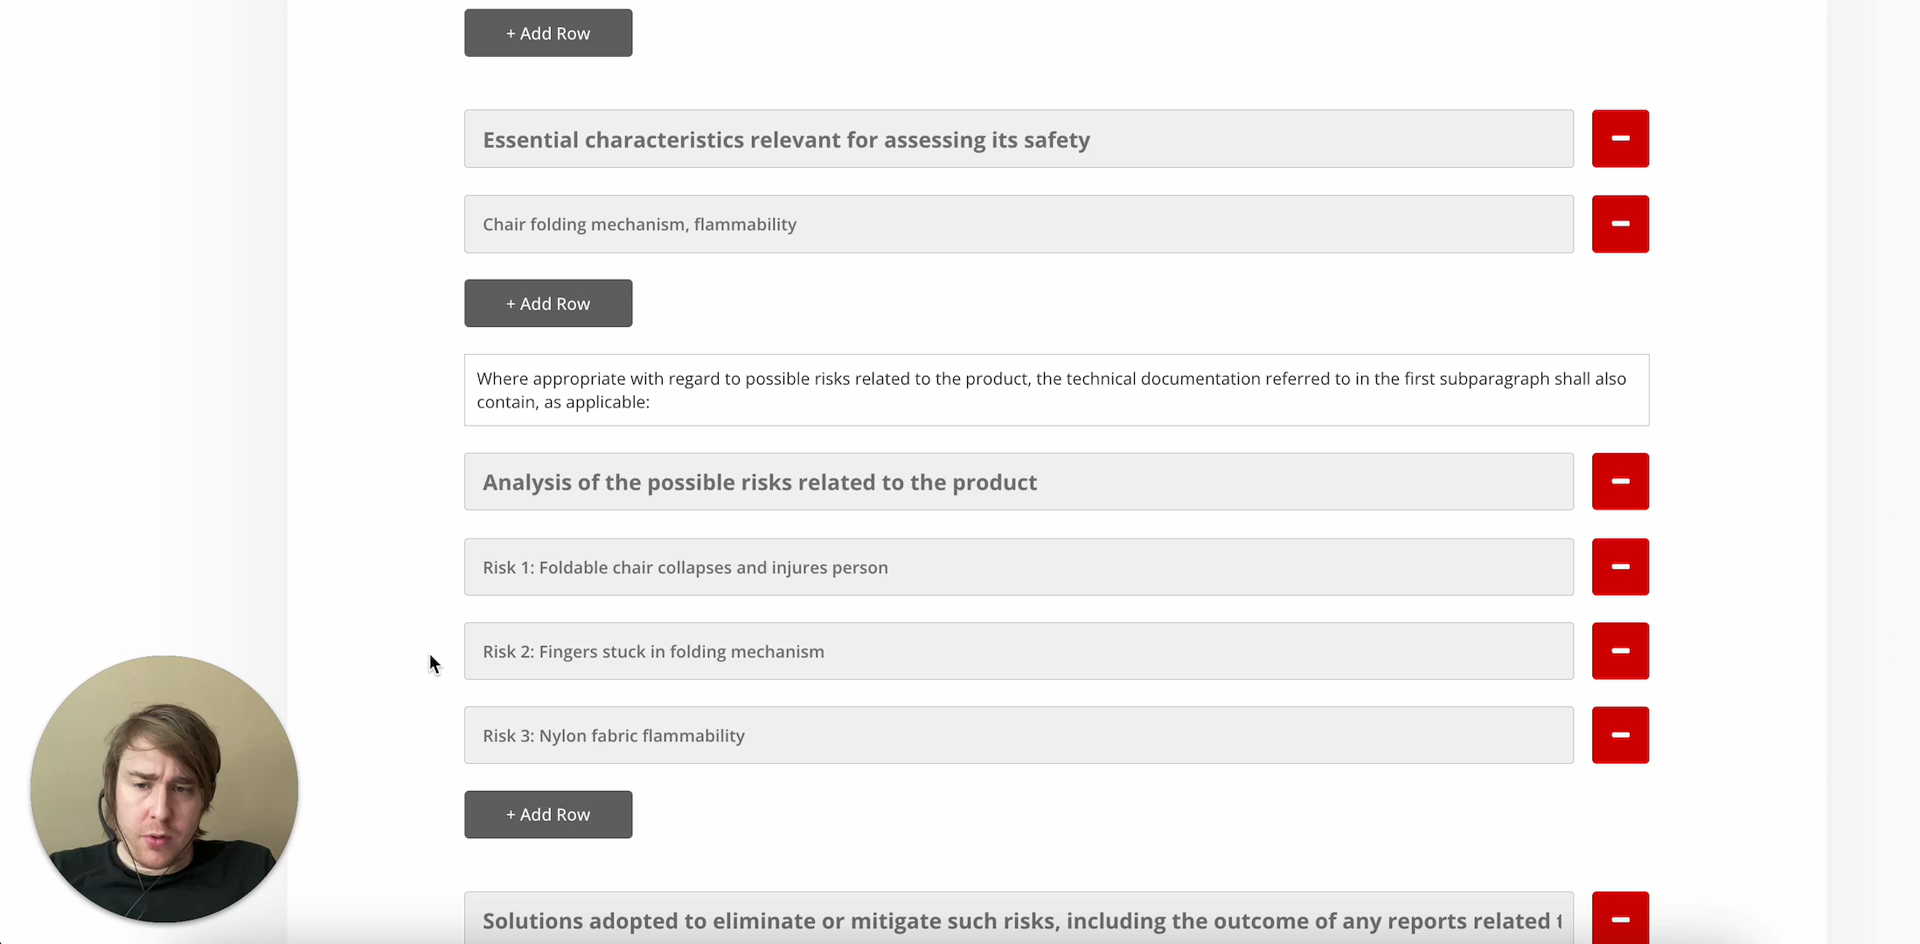 + Add Row
Essential characteristics relevant for assessing its safety
Chair folding mechanism, flammability
+ Add Row
Where appropriate with regard to possible risks related to the product, the technical documentation referred to in the first subparagraph shall also
contain, as applicable:
Analysis of the possible risks related to the product
Risk 1: Foldable chair collapses and injures person
Risk 2: Fingers stuck in folding mechanism
Risk 3: Nylon fabric flammability
+ Add Row
Solutions adopted to eliminate or mitigate such risks, including the outcome of any reports related